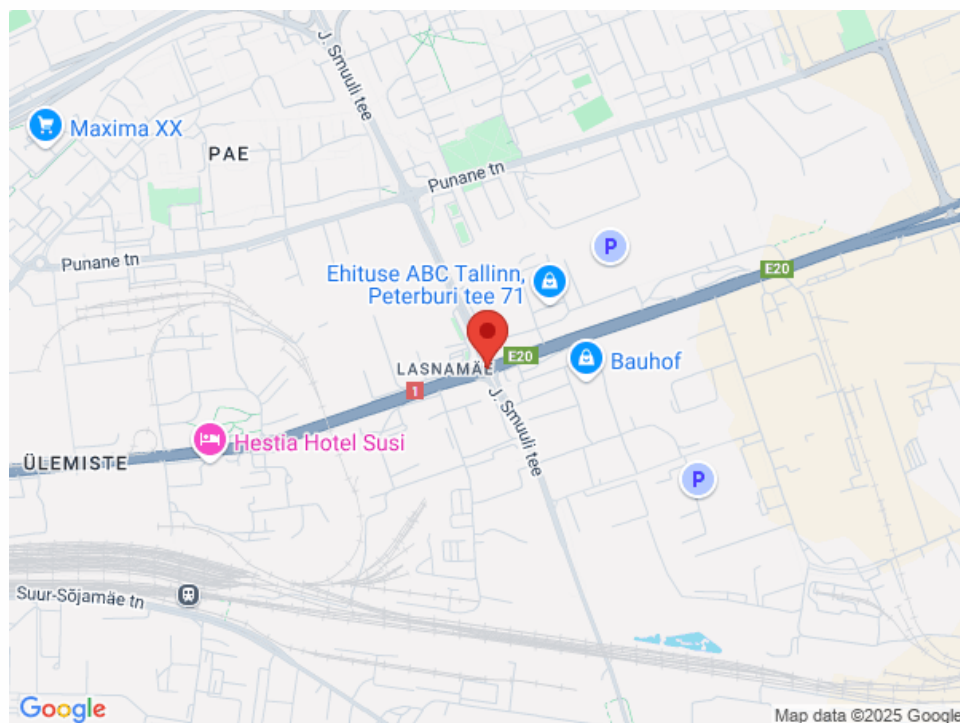 J. Smuuli tee
Maxima XX
PAE
Punane tn
Punane tn
Ehituse ABC Tallinn,
Peterburi tee 71
P
E20
LASNAMÄE
E20
Bauhof
1
J. Smuuli tee
Hestia Hotel Susi
ÜLEMISTE
P
Suur-Sõjamäe tn
Google
Map data ©2025 Google